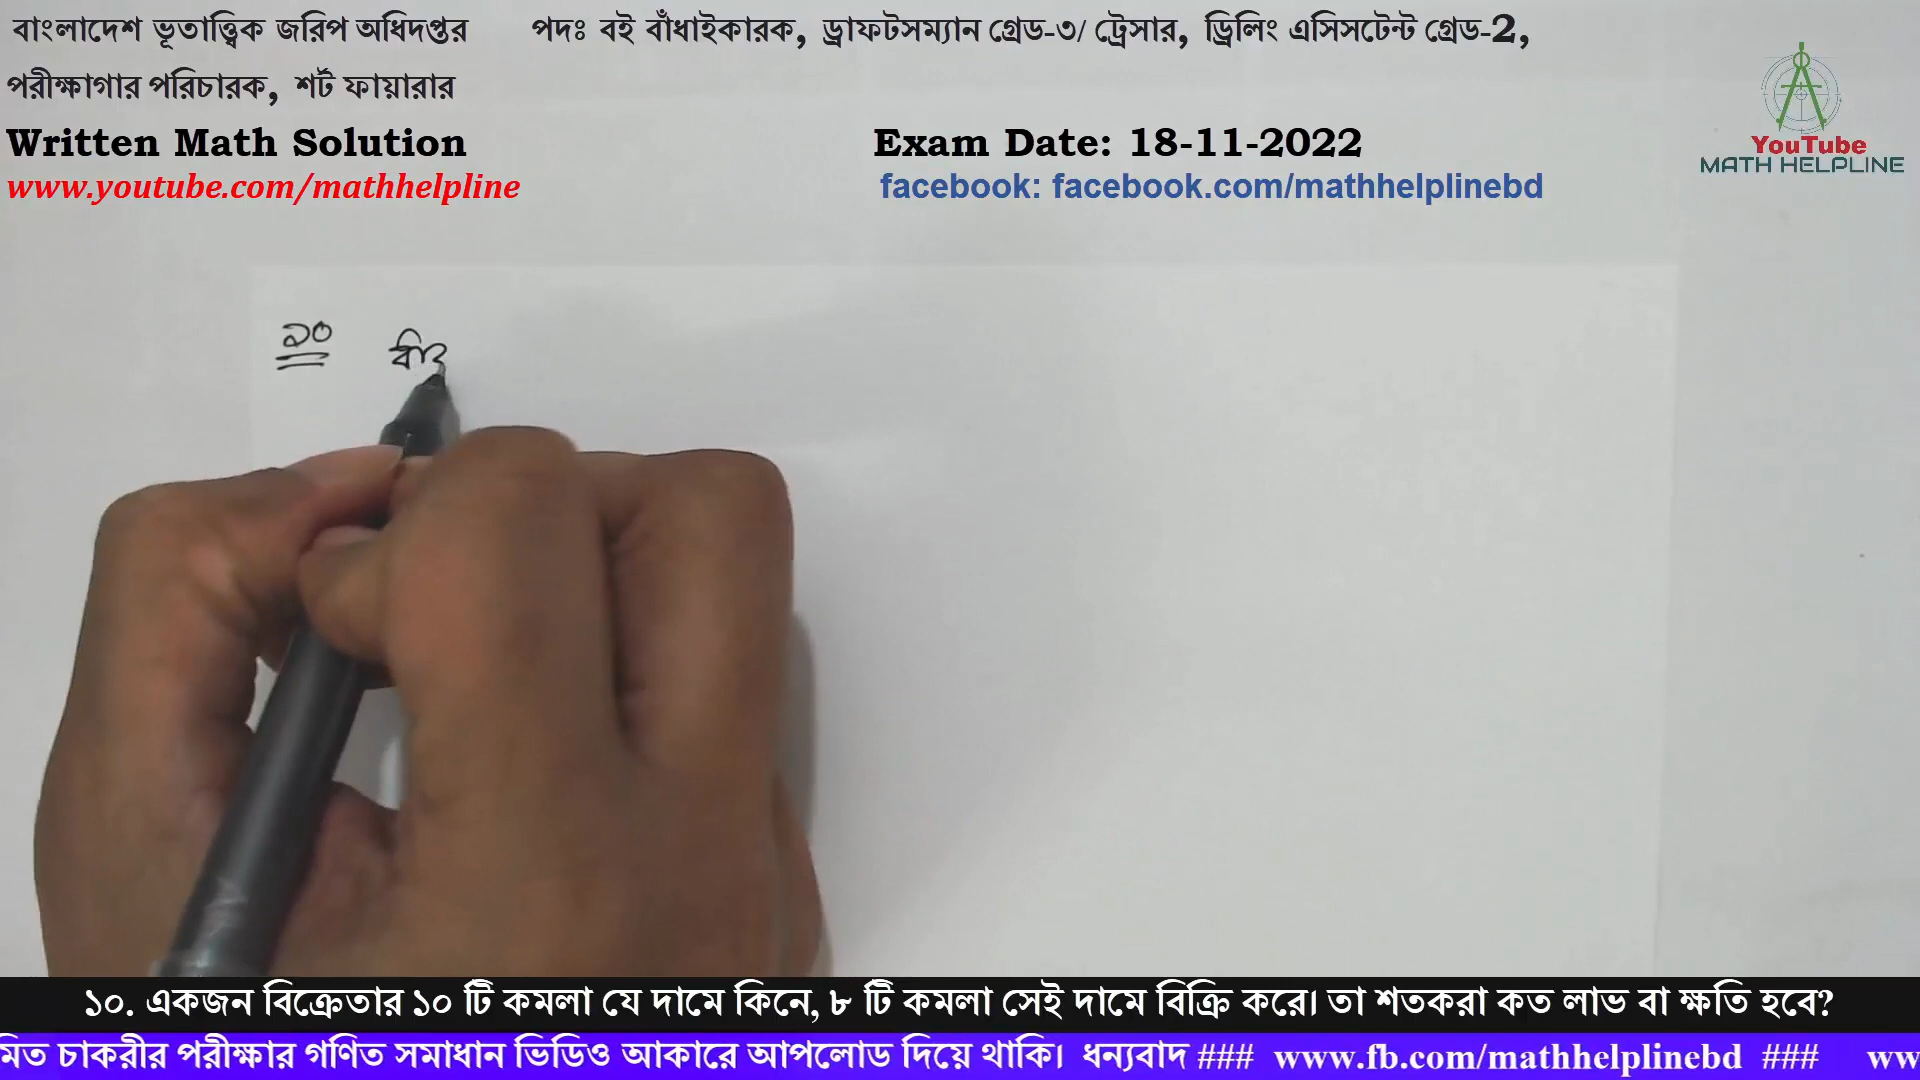 বাংলাদেশ ভূতাত্ত্বিক জরিপ অধিদপ্তর পদঃ বই বাঁধাইকারক, ড্রাফটসম্যান গ্রেড-৩/ ট্রেসার, ড্রিলিং এসিসটেন্ট গ্রেড-2,
পরীক্ষাগার পরিচারক, শর্ট ফায়ারার
Written Math Solution Exam Date: 18-11-2022
www.youtube.com/mathhelpline facebook: facebook.com/mathhelplinebd
YouTube
MATH HELPLINE
১০
১০. একজন বিক্রেতার ১০ টি কমলা যে দামে কিনে, ৮ টি কমলা সেই দামে বিক্রি করে। তা শতকরা কত লাভ বা ক্ষতি হবে?
মিত চাকরীর পরীক্ষার গণিত সমাধান ভিডিও আকারে আপলোড দিয়ে থাকি। ধন্যবাদ ### www.fb.com/mathhelplinebd ### ww